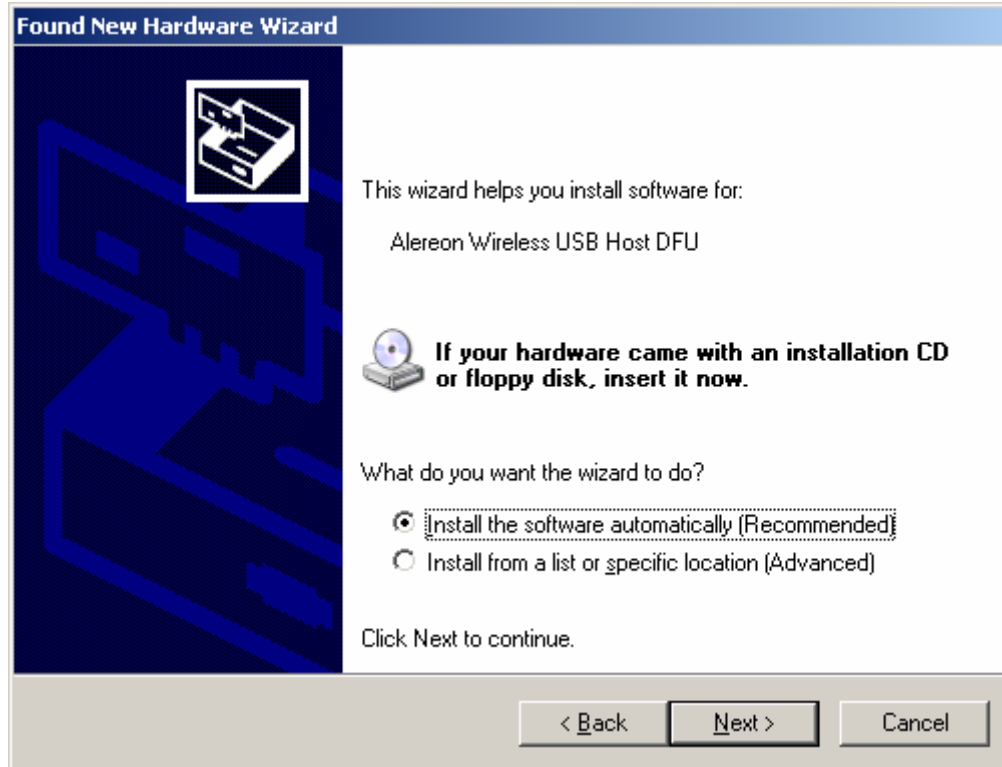 Found New Hardware Wizard
This wizard helps you install software for:
Alereon Wireless USB Host DFU
If your hardware came with an installation CD
or floppy disk, insert it now.
What do you want the wizard to do?
Install the software automatically (Recommended)
Install from a list or specific location (Advanced)
Click Next to continue.
< Back
Next >
Cancel